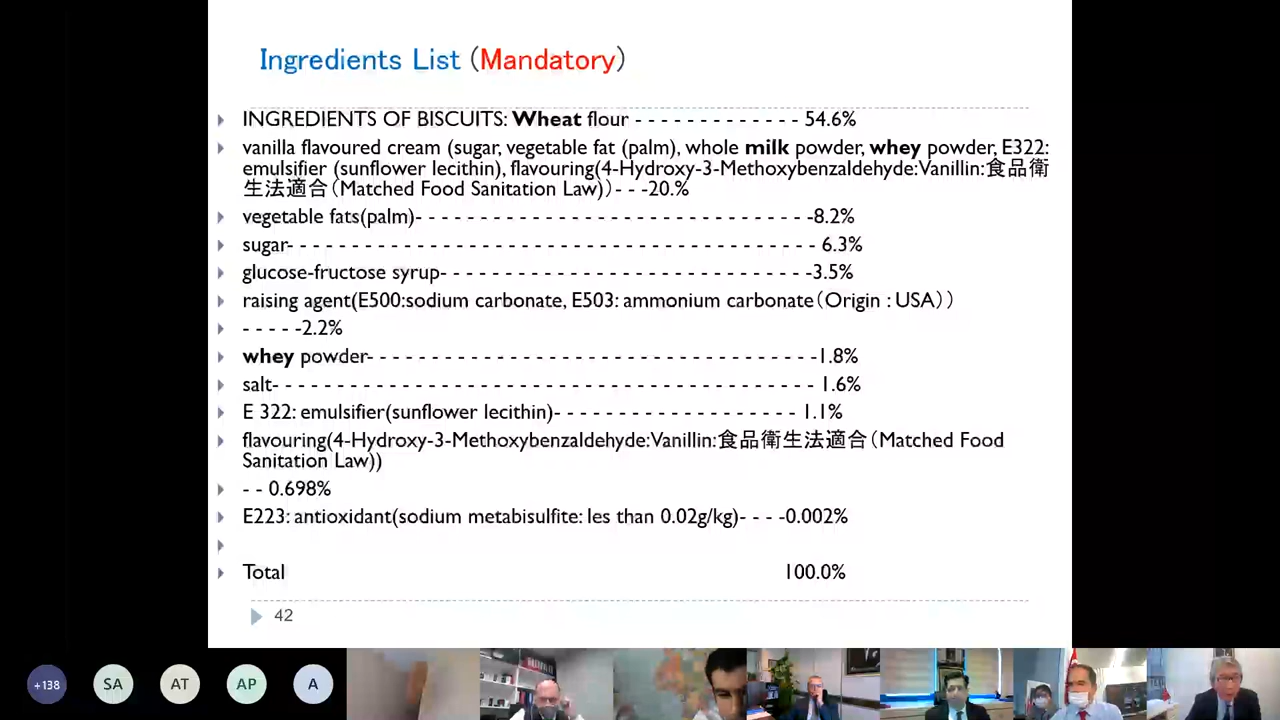 Ingredients List (Mandatory)
INGREDIENTS OF BISCUITS: Wheat flour - - - - - - - - - - - - - 54.6%
vanilla flavoured cream (sugar, vegetable fat (palm), whole milk powder, whey powder, E322:
emulsifier (sunflower lecithin), flavouring(4-Hydroxy-3-Methoxybenzaldehyde:Vanillin:食品衛
生法適合(Matched Food Sanitation Law))- - -20.%
vegetable fats(palm)- - - - - - - - - - - - - - - - - - - - - - - - - - - - - -8.2%
sugar- - - - - - - - - - - - - - - - - - - - - - - - - - - - - - - - - - - - - - - - 6.3%
glucose-fructose syrup- - - - - - - - - - - - - - - - - - - - - - - - - - - -3.5%
raising agent(E500:sodium carbonate, E503: ammonium carbonate(Origin : USA))
- - - - -2.2%
whey powder- - - - - - - - - - - - - - - - - - - - - - - - - - - - - - - - - -1.8%
salt- - - - - - - - - - - - - - - - - - - - - - - - - - - - - - - - - - - - - - - - - 1.6%
E 322: emulsifier(sunflower lecithin)- - - - - - - - - - - - - - - - - - 1.1%
flavouring(4-Hydroxy-3-Methoxybenzaldehyde:Vanillin:食品衛生法適合(Matched Food
Sanitation Law))
- - 0.698%
E223: antioxidant(sodium metabisulfite: less than 0.02g/kg)- - - -0.002%
Total 100.0%
42
+138 SA AT AP A